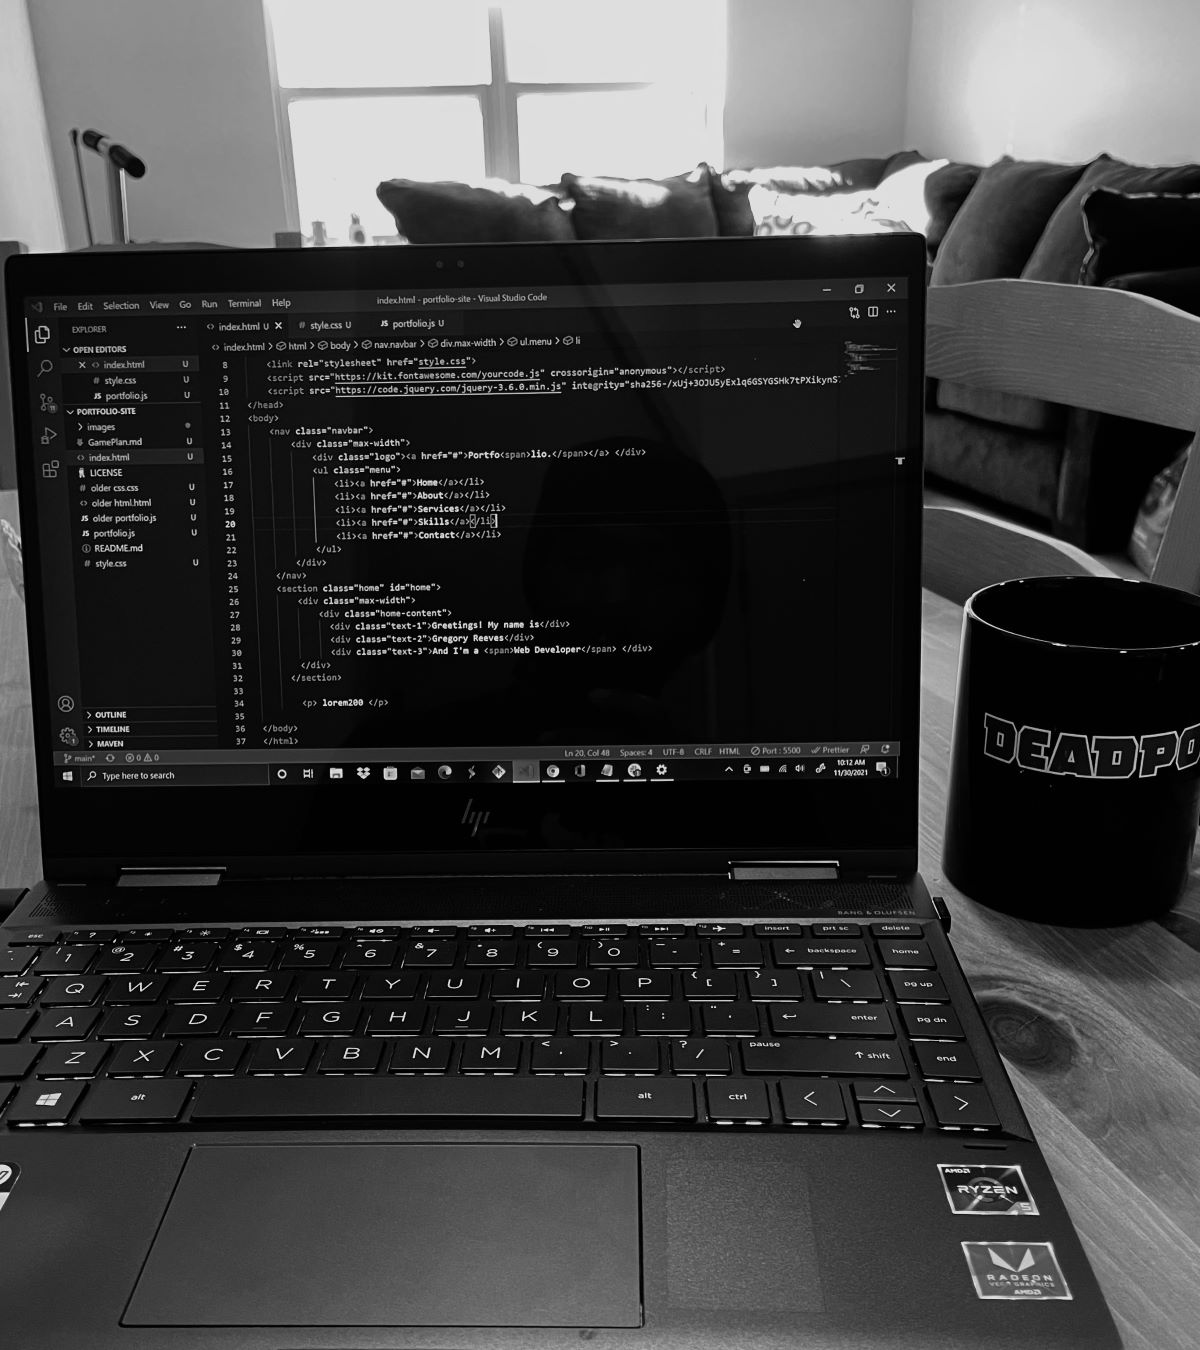 File Edit Selection View Go Run Terminal Help
index.html - portfolio-site - Visual Studio Code
EXPLORER ...
index.html U
style.css U
JS portfolio.js U
OPEN EDITORS
index.html U
# style.css U
JS portfolio.js U
PORTFOLIO-SITE
images
GamePlan.md U
index.html U
LICENSE
# older css.css U
older html.html U
JS older portfolio.js U
JS portfolio.js U
README.md
# style.css U
OUTLINE
TIMELINE
MAVEN
index.html > html > body > nav.navbar > div.max-width > ul.menu > li
8 <link rel="stylesheet" href="style.css">
9 <script src="https://kit.fontawesome.com/yourcode.js" crossorigin="anonymous"></script>
10 <script src="https://code.jquery.com/jquery-3.6.0.min.js" integrity="sha256-/xUj+3OJU5yExlq6GSYGSHk7tPXikynS
11 </head>
12 <body>
13 <nav class="navbar">
14 <div class="max-width">
15 <div class="logo"><a href="#">Portfo<span>lio.</span></a> </div>
16 <ul class="menu">
17 <li><a href="#">Home</a></li>
18 <li><a href="#">About</a></li>
19 <li><a href="#">Services</a></li>
20 <li><a href="#">Skills</a></li>
21 <li><a href="#">Contact</a></li>
22 </ul>
23 </div>
24 </nav>
25 <section class="home" id="home">
26 <div class="max-width">
27 <div class="home-content">
28 <div class="text-1">Greetings! My name is</div>
29 <div class="text-2">Gregory Reeves</div>
30 <div class="text-3">And I'm a <span>Web Developer</span> </div>
31 </div>
32 </section>
33
34 <p> lorem200 </p>
35
36 </body>
37 </html>
main* 0 0
Ln 20, Col 48 Spaces: 4 UTF-8 CRLF HTML Port : 5500 Prettier
Type here to search
10:12 AM
11/30/2021
hp
DEADPO
BANG & OLUFSEN
esc insert prt sc delete
! 1 @ 2 # 3 $ 4 % 5 ^ 6 & 7 * 8 ( 9 ) 0 _ - + = backspace home
Q W E R T Y U I O P { [ } ] | \ pg up
A S D F G H J K L : ; " ' enter pg dn
Z X C V B N M < , > . ? / pause shift end
alt alt ctrl
AMD
RYZEN
5
RADEON
VEGA GRAPHICS
AMD